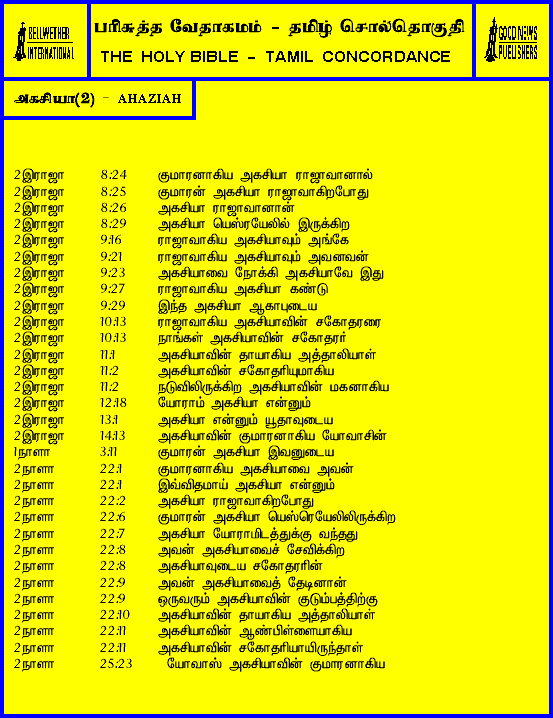 BELLWETHER
INTERNATIONAL
பரிசுத்த வேதாகமம் - தமிழ் சொல்தொகுதி
THE HOLY BIBLE - TAMIL CONCORDANCE
GOOD NEWS
PUBLISHERS
அகசியா(2) - AHAZIAH
2இராஜா 8:24 குமாரனாகிய அகசியா ராஜாவானால்
2இராஜா 8:25 குமாரன் அகசியா ராஜாவாகிறபோது
2இராஜா 8:26 அகசியா ராஜாவானான்
2இராஜா 8:29 அகசியா யெஸ்ரயேலில் இருக்கிற
2இராஜா 9:16 ராஜாவாகிய அகசியாவும் அங்கே
2இராஜா 9:21 ராஜாவாகிய அகசியாவும் அவனவன்
2இராஜா 9:23 அகசியாவை நோக்கி அகசியாவே இது
2இராஜா 9:27 ராஜாவாகிய அகசியா கண்டு
2இராஜா 9:29 இந்த அகசியா ஆகாபுடைய
2இராஜா 10:13 ராஜாவாகிய அகசியாவின் சகோதரரை
2இராஜா 10:13 நாங்கள் அகசியாவின் சகோதரர்
2இராஜா 11:1 அகசியாவின் தாயாகிய அத்தாலியாள்
2இராஜா 11:2 அகசியாவின் சகோதரியுமாகிய
2இராஜா 11:2 நடுவிலிருக்கிற அகசியாவின் மகனாகிய
2இராஜா 12:18 யோராம் அகசியா என்னும்
2இராஜா 13:1 அகசியா என்னும் யூதாவுடைய
2இராஜா 14:13 அகசியாவின் குமாரனாகிய யோவாசின்
1நாளா 3:11 குமாரன் அகசியா இவனுடைய
2நாளா 22:1 குமாரனாகிய அகசியாவை அவன்
2நாளா 22:1 இவ்விதமாய் அகசியா என்னும்
2நாளா 22:2 அகசியா ராஜாவாகிறபோது
2நாளா 22:6 குமாரன் அகசியா யெஸ்ரெயேலிலிருக்கிற
2நாளா 22:7 அகசியா யோராமிடத்துக்கு வந்தது
2நாளா 22:8 அவன் அகசியாவைச் சேவிக்கிற
2நாளா 22:8 அகசியாவுடைய சகோதரரின்
2நாளா 22:9 அவன் அகசியாவைத் தேடினான்
2நாளா 22:9 ஒருவரும் அகசியாவின் குடும்பத்திற்கு
2நாளா 22:10 அகசியாவின் தாயாகிய அத்தாலியாள்
2நாளா 22:11 அகசியாவின் ஆண்பிள்ளையாகிய
2நாளா 22:11 அகசியாவின் சகோதரியாயிருந்தாள்
2நாளா 25:23 யோவாஸ் அகசியாவின் குமாரனாகிய